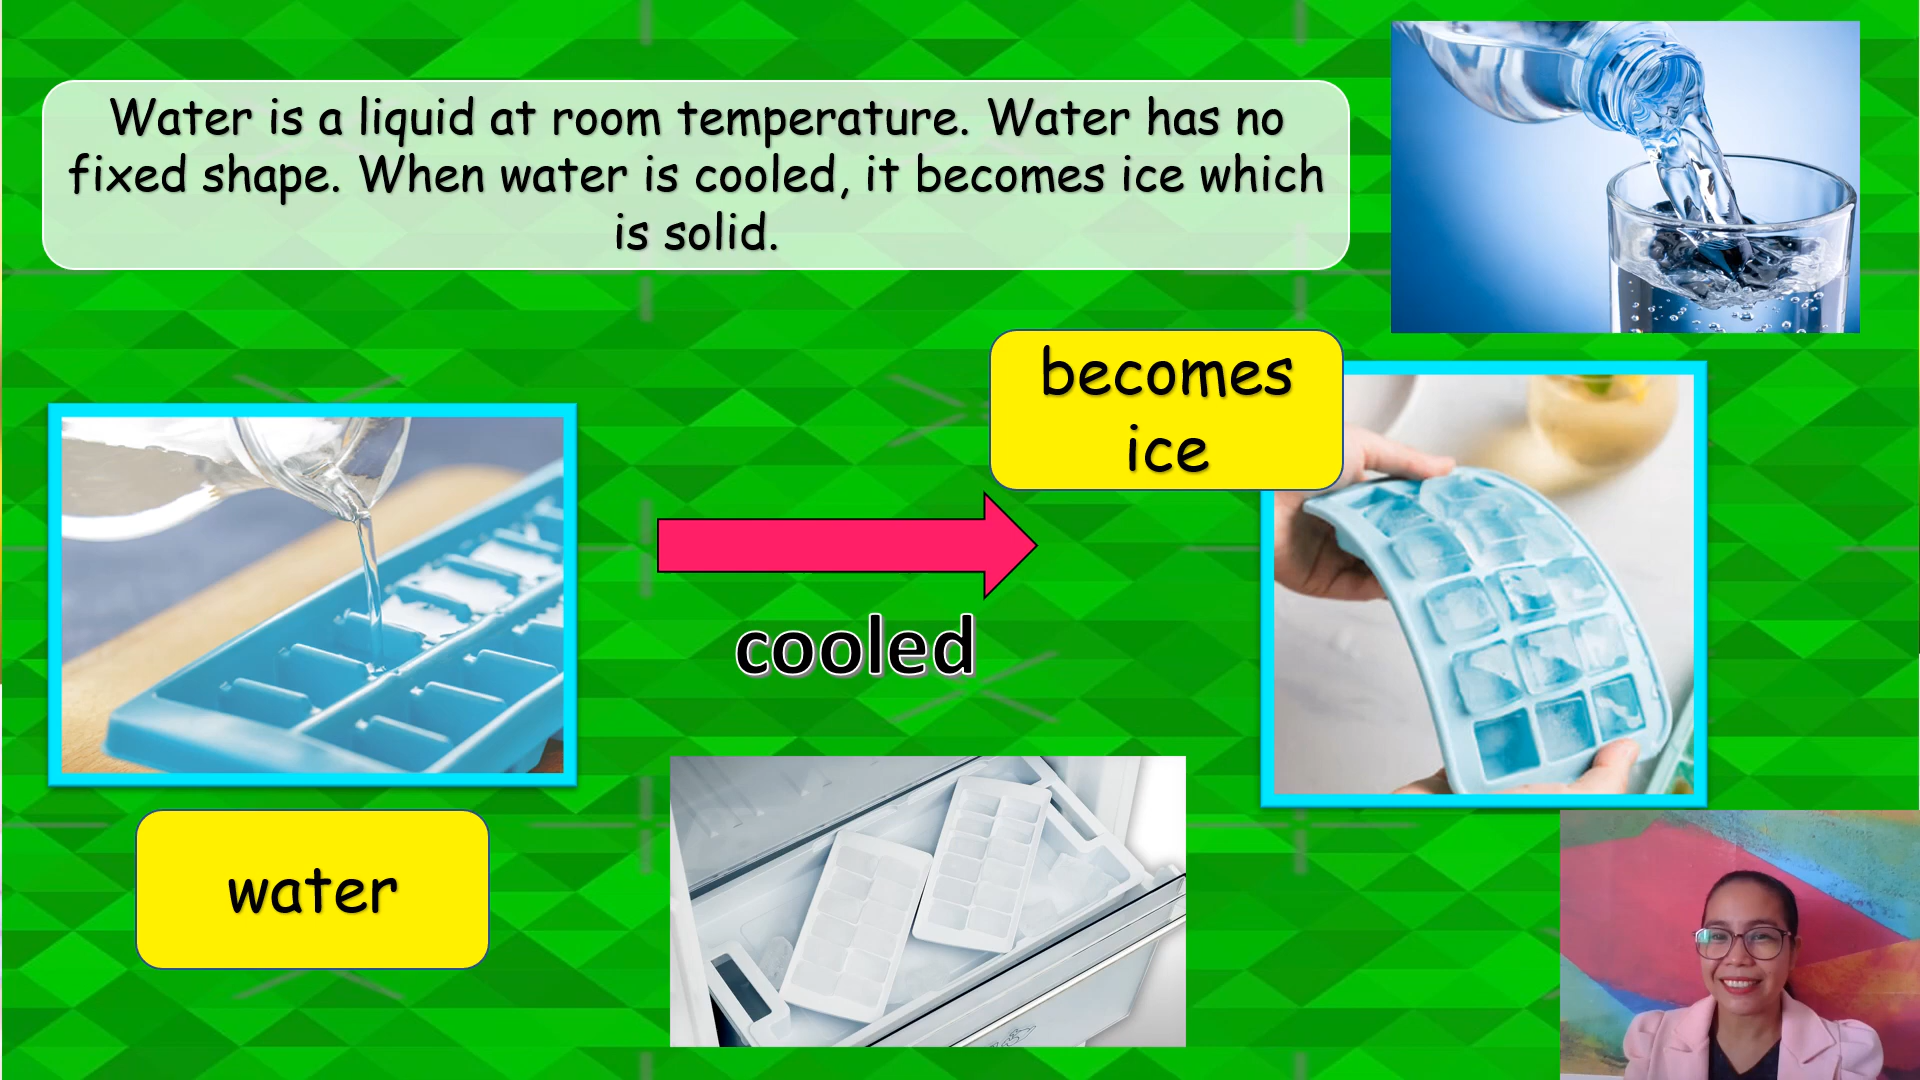 Water is a liquid at room temperature. Water has no
fixed shape. When water is cooled, it becomes ice which
is solid.
becomes
ice
cooled
water